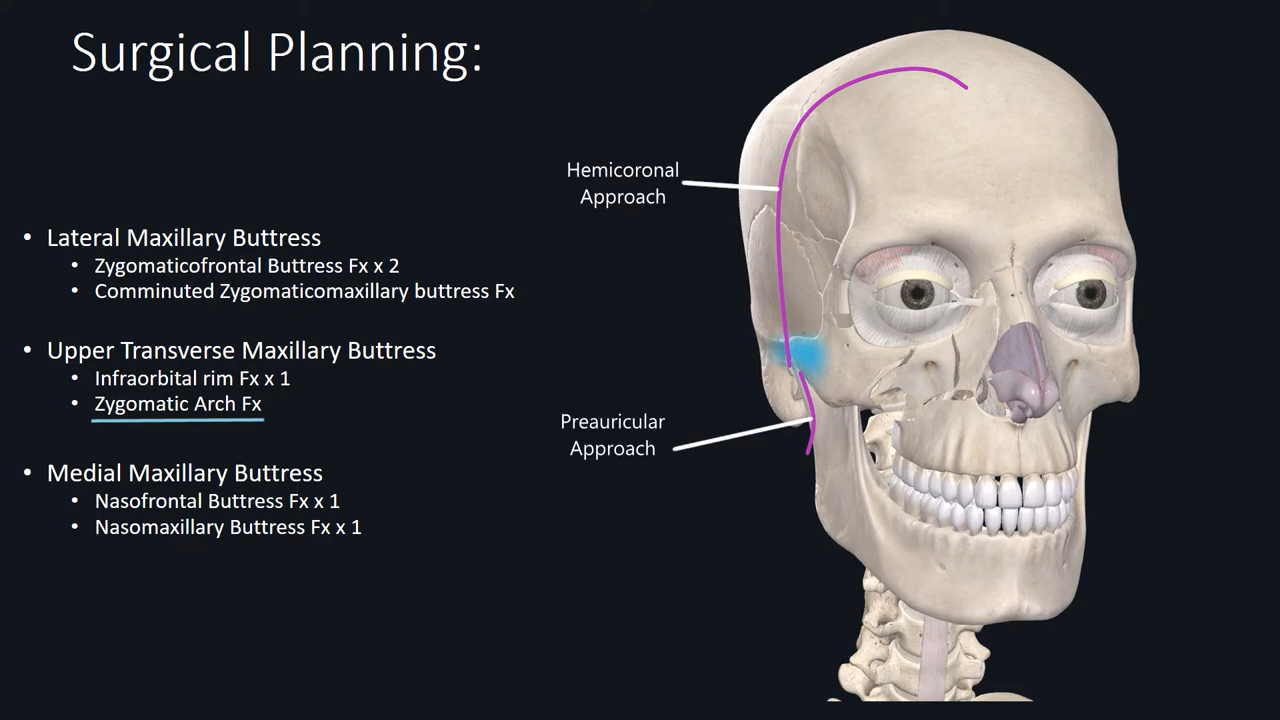 Surgical Planning:
Hemicoronal
Approach
• Lateral Maxillary Buttress
• Zygomaticofrontal Buttress Fx x 2
• Comminuted Zygomaticomaxillary buttress Fx
• Upper Transverse Maxillary Buttress
• Infraorbital rim Fx x 1
• Zygomatic Arch Fx
Preauricular
Approach
• Medial Maxillary Buttress
• Nasofrontal Buttress Fx x 1
• Nasomaxillary Buttress Fx x 1